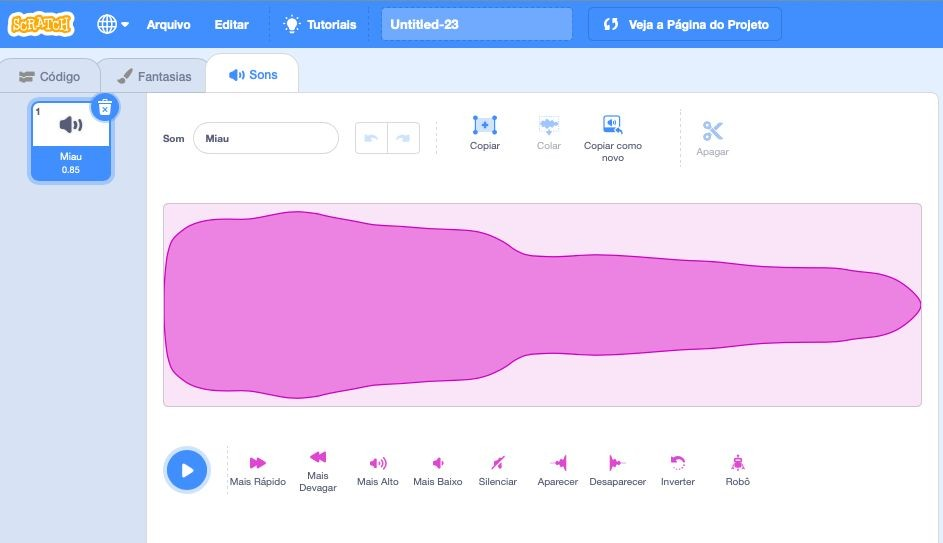 SCRATCH
Arquivo
Editar
Tutoriais
Untitled-23
Veja a Página do Projeto
Código
Fantasias
Sons
1
Miau
0.85
Som
Miau
Copiar
Colar
Copiar como
novo
Apagar
Mais Rápido
Mais
Devagar
Mais Alto
Mais Baixo
Silenciar
Aparecer
Desaparecer
Inverter
Robô